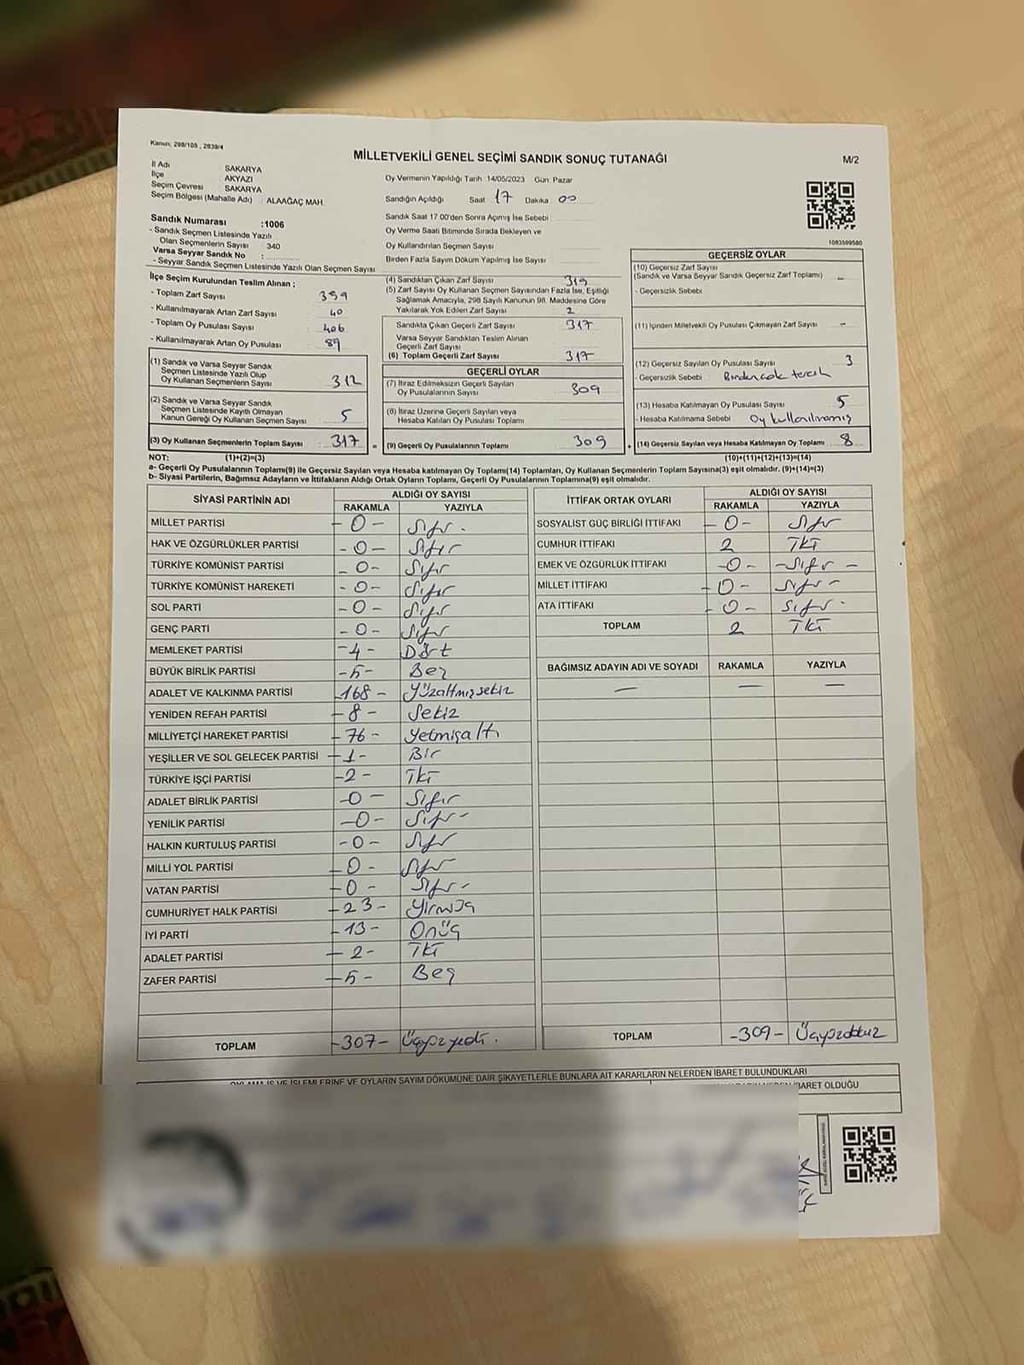 Kanun: 298/105 , 2839/4
MİLLETVEKİLİ GENEL SEÇİMİ SANDIK SONUÇ TUTANAĞI
M/2
İl Adı SAKARYA
İlçe AKYAZI
Seçim Çevresi SAKARYA
Seçim Bölgesi (Mahalle Adı) : ALAAĞAÇ MAH.
Sandık Numarası :1006
- Sandık Seçmen Listesinde Yazılı
Olan Seçmenlerin Sayısı : 340
Varsa Seyyar Sandık No :
- Seyyar Sandık Seçmen Listesinde Yazılı Olan Seçmen Sayısı
Oy Vermenin Yapıldığı Tarih :14/05/2023 Gün: Pazar
Sandığın Açıldığı Saat 17 Dakika 00
Sandık Saat 17:00'den Sonra Açılmış İse Sebebi
Oy Verme Saati Bitiminde Sırada Bekleyen ve
Oy Kullandırılan Seçmen Sayısı
Birden Fazla Sayım Döküm Yapılmış İse Sayısı
1093599580
İlçe Seçim Kurulundan Teslim Alınan ;
- Toplam Zarf Sayısı 359
- Kullanılmayarak Artan Zarf Sayısı 40
- Toplam Oy Pusulası Sayısı 406
- Kullanılmayarak Artan Oy Pusulası 89
(1) Sandık ve Varsa Seyyar Sandık
Seçmen Listesinde Yazılı Olup
Oy Kullanan Seçmenlerin Sayısı 312
(2) Sandık ve Varsa Seyyar Sandık
Seçmen Listesinde Kayıtlı Olmayan
Kanun Gereği Oy Kullanan Seçmen Sayısı 5
(3) Oy Kullanan Seçmenlerin Toplam Sayısı 317
(4) Sandıktan Çıkan Zarf Sayısı 319
(5) Zarf Sayısı Oy Kullanan Seçmen Sayısından Fazla İse, Eşitliği
Sağlamak Amacıyla, 298 Sayılı Kanunun 98. Maddesine Göre
Yakılarak Yok Edilen Zarf Sayısı 2
Sandıkta Çıkan Geçerli Zarf Sayısı 317
Varsa Seyyar Sandıktan Teslim Alınan
Geçerli Zarf Sayısı
(6) Toplam Geçerli Zarf Sayısı 317
GEÇERLİ OYLAR
(7) İtiraz Edilmeksizin Geçerli Sayılan
Oy Pusulalarının Sayısı 309
(8) İtiraz Üzerine Geçerli Sayılan veya
Hesaba Katılan Oy Pusulaları Toplamı
= (9) Geçerli Oy Pusulalarının Toplamı 309
GEÇERSİZ OYLAR
(10) Geçersiz Zarf Sayısı
(Sandık ve Varsa Seyyar Sandık Geçersiz Zarf Toplamı) -
- Geçersizlik Sebebi
(11) İçinden Milletvekili Oy Pusulası Çıkmayan Zarf Sayısı -
(12) Geçersiz Sayılan Oy Pusulası Sayısı 3
- Geçersizlik Sebebi : Birden çok tercih
(13) Hesaba Katılmayan Oy Pusulası Sayısı 5
- Hesaba Katılmama Sebebi Oy kullanılmamış
+ (14) Geçersiz Sayılan veya Hesaba Katılmayan Oy Toplamı 8
NOT: (1)+(2)=(3) (10)+(11)+(12)+(13)=(14)
a- Geçerli Oy Pusulalarının Toplamı(9) ile Geçersiz Sayılan veya Hesaba katılmayan Oy Toplamı(14) Toplamları, Oy Kullanan Seçmenlerin Toplam Sayısına(3) eşit olmalıdır. (9)+(14)=(3)
b- Siyasi Partilerin, Bağımsız Adayların ve İttifakların Aldığı Ortak Oyların Toplamı, Geçerli Oy Pusulalarının Toplamına(9) eşit olmalıdır.
SİYASİ PARTİNİN ADI ALDIĞI OY SAYISI
RAKAMLA YAZIYLA
MİLLET PARTİSİ - 0 - Sıfır -
HAK VE ÖZGÜRLÜKLER PARTİSİ - 0 - Sıfır
TÜRKİYE KOMÜNİST PARTİSİ - 0 - Sıfır
TÜRKİYE KOMÜNİST HAREKETİ - 0 - Sıfır
SOL PARTİ - 0 - Sıfır
GENÇ PARTİ - 0 - Sıfır
MEMLEKET PARTİSİ - 4 - Dört
BÜYÜK BİRLİK PARTİSİ - 5 - Beş
ADALET VE KALKINMA PARTİSİ - 168 - Yüzaltmışsekiz
YENİDEN REFAH PARTİSİ - 8 - Sekiz
MİLLİYETÇİ HAREKET PARTİSİ - 76 - Yetmişaltı
YEŞİLLER VE SOL GELECEK PARTİSİ - 1 - Bir
TÜRKİYE İŞÇİ PARTİSİ - 2 - İki
ADALET BİRLİK PARTİSİ - 0 - Sıfır
YENİLİK PARTİSİ - 0 - Sıfır -
HALKIN KURTULUŞ PARTİSİ - 0 - Sıfır
MİLLİ YOL PARTİSİ - 0 - Sıfır
VATAN PARTİSİ - 0 - Sıfır -
CUMHURİYET HALK PARTİSİ - 23 - Yirmiüç
İYİ PARTİ - 13 - Onüç
ADALET PARTİSİ - 2 - İki
ZAFER PARTİSİ - 5 - Beş
TOPLAM - 307 - Üçyüzyedi.
İTTİFAK ORTAK OYLARI ALDIĞI OY SAYISI
RAKAMLA YAZIYLA
SOSYALİST GÜÇ BİRLİĞİ İTTİFAKI - 0 - Sıfır
CUMHUR İTTİFAKI 2 İki
EMEK VE ÖZGÜRLÜK İTTİFAKI - 0 - - Sıfır -
MİLLET İTTİFAKI - 0 - Sıfır -
ATA İTTİFAKI - 0 - Sıfır -
TOPLAM 2 İki
BAĞIMSIZ ADAYIN ADI VE SOYADI RAKAMLA YAZIYLA
— — —
TOPLAM - 309 - Üçyüzdokuz
OYLAMA İŞ VE İŞLEMLERİNE VE OYLARIN SAYIM DÖKÜMÜNE DAİR ŞİKAYETLERLE BUNLARA AİT KARARLARIN NELERDEN İBARET BULUNDUKLARI
İBARET OLDUĞU